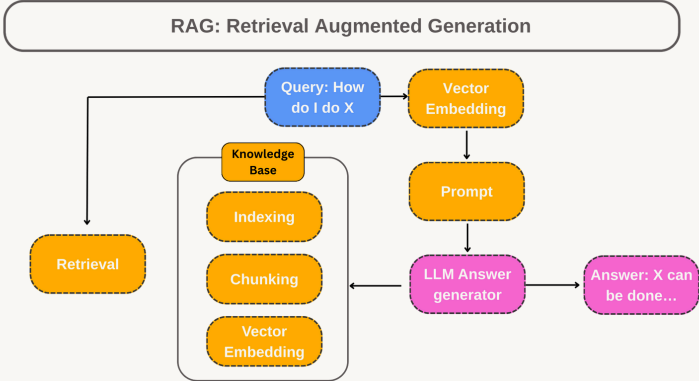 RAG: Retrieval Augmented Generation
Query: How
do I do X
Vector
Embedding
Knowledge
Base
Prompt
Indexing
Retrieval
Chunking
LLM Answer
generator
Answer: X can
be done...
Vector
Embedding